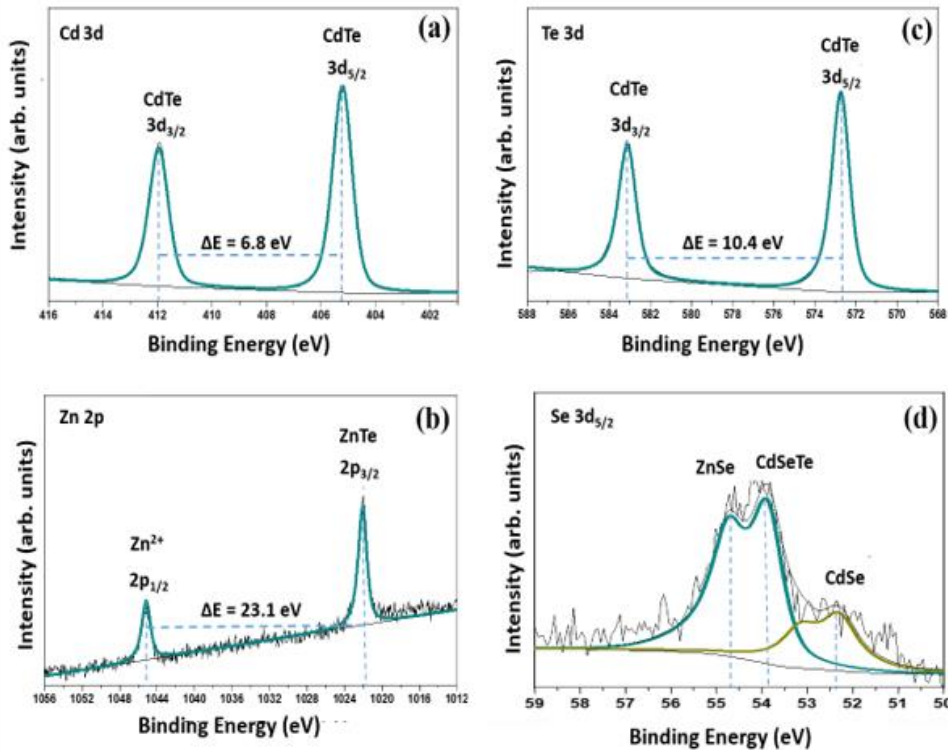 Cd 3d
(a)
CdTe
3d5/2
CdTe
3d3/2
ΔE = 6.8 eV
Intensity (arb. units)
416 414 412 410 408 406 404 402
Binding Energy (eV)
Te 3d
(c)
CdTe
3d5/2
CdTe
3d3/2
ΔE = 10.4 eV
Intensity (arb. units)
588 586 584 582 580 578 576 574 572 570 568
Binding Energy (eV)
Zn 2p
(b)
ZnTe
2p3/2
Zn2+
2p1/2
ΔE = 23.1 eV
Intensity (arb. units)
1056 1052 1048 1044 1040 1036 1032 1028 1024 1020 1016 1012
Binding Energy (eV)
Se 3d5/2
(d)
ZnSe
CdSeTe
CdSe
Intensity (arb. units)
59 58 57 56 55 54 53 52 51 50
Binding Energy (eV)